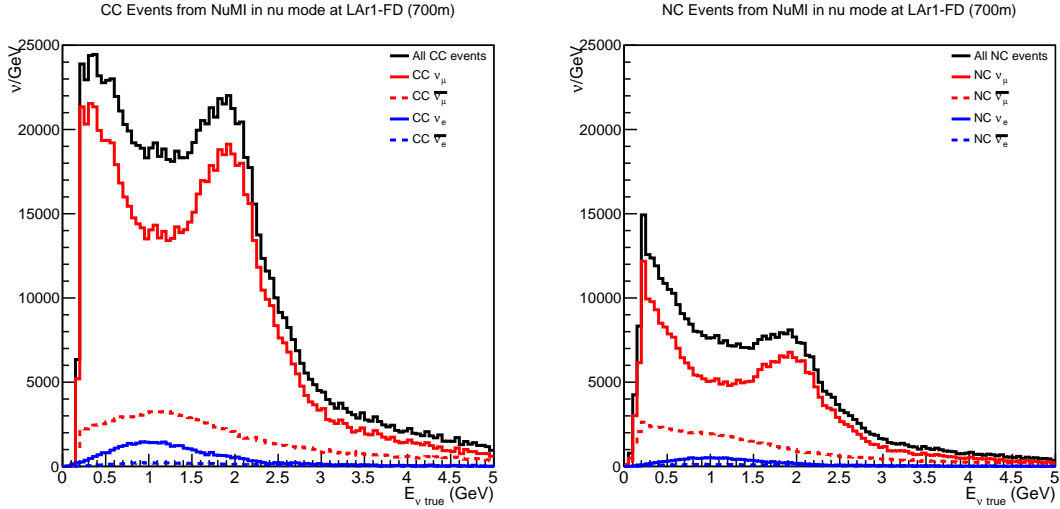 CC Events from NuMI in nu mode at LAr1-FD (700m)
ν/GeV
25000
20000
15000
10000
5000
0
0 0.5 1 1.5 2 2.5 3 3.5 4 4.5 5
E_ν true (GeV)
All CC events
CC ν_μ
CC ν̅_μ
CC ν_e
CC ν̅_e
NC Events from NuMI in nu mode at LAr1-FD (700m)
ν/GeV
25000
20000
15000
10000
5000
0
0 0.5 1 1.5 2 2.5 3 3.5 4 4.5 5
E_ν true (GeV)
All NC events
NC ν_μ
NC ν̅_μ
NC ν_e
NC ν̅_e